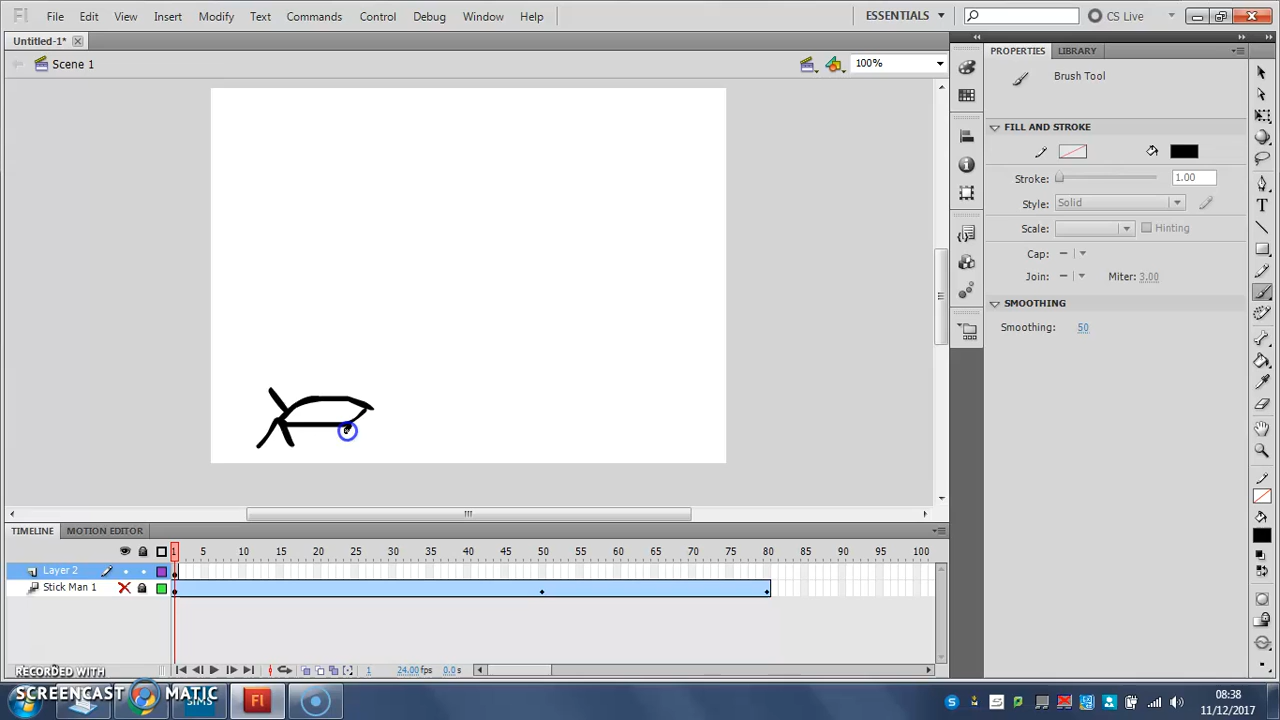 Fl File Edit View Insert Modify Text Commands Control Debug Window Help ESSENTIALS CS Live
Untitled-1*
Scene 1 100%
PROPERTIES LIBRARY
Brush Tool
FILL AND STROKE
Stroke: 1.00
Style: Solid
Scale: Hinting
Cap: Miter: 3.00
Join:
SMOOTHING
Smoothing: 50
TIMELINE MOTION EDITOR
1 5 10 15 20 25 30 35 40 45 50 55 60 65 70 75 80 85 90 95 100
Layer 2
Stick Man 1
1 24.00 fps 0.0 s
RECORDED WITH
SCREENCAST MATIC
SIMS
Fl
08:38
11/12/2017